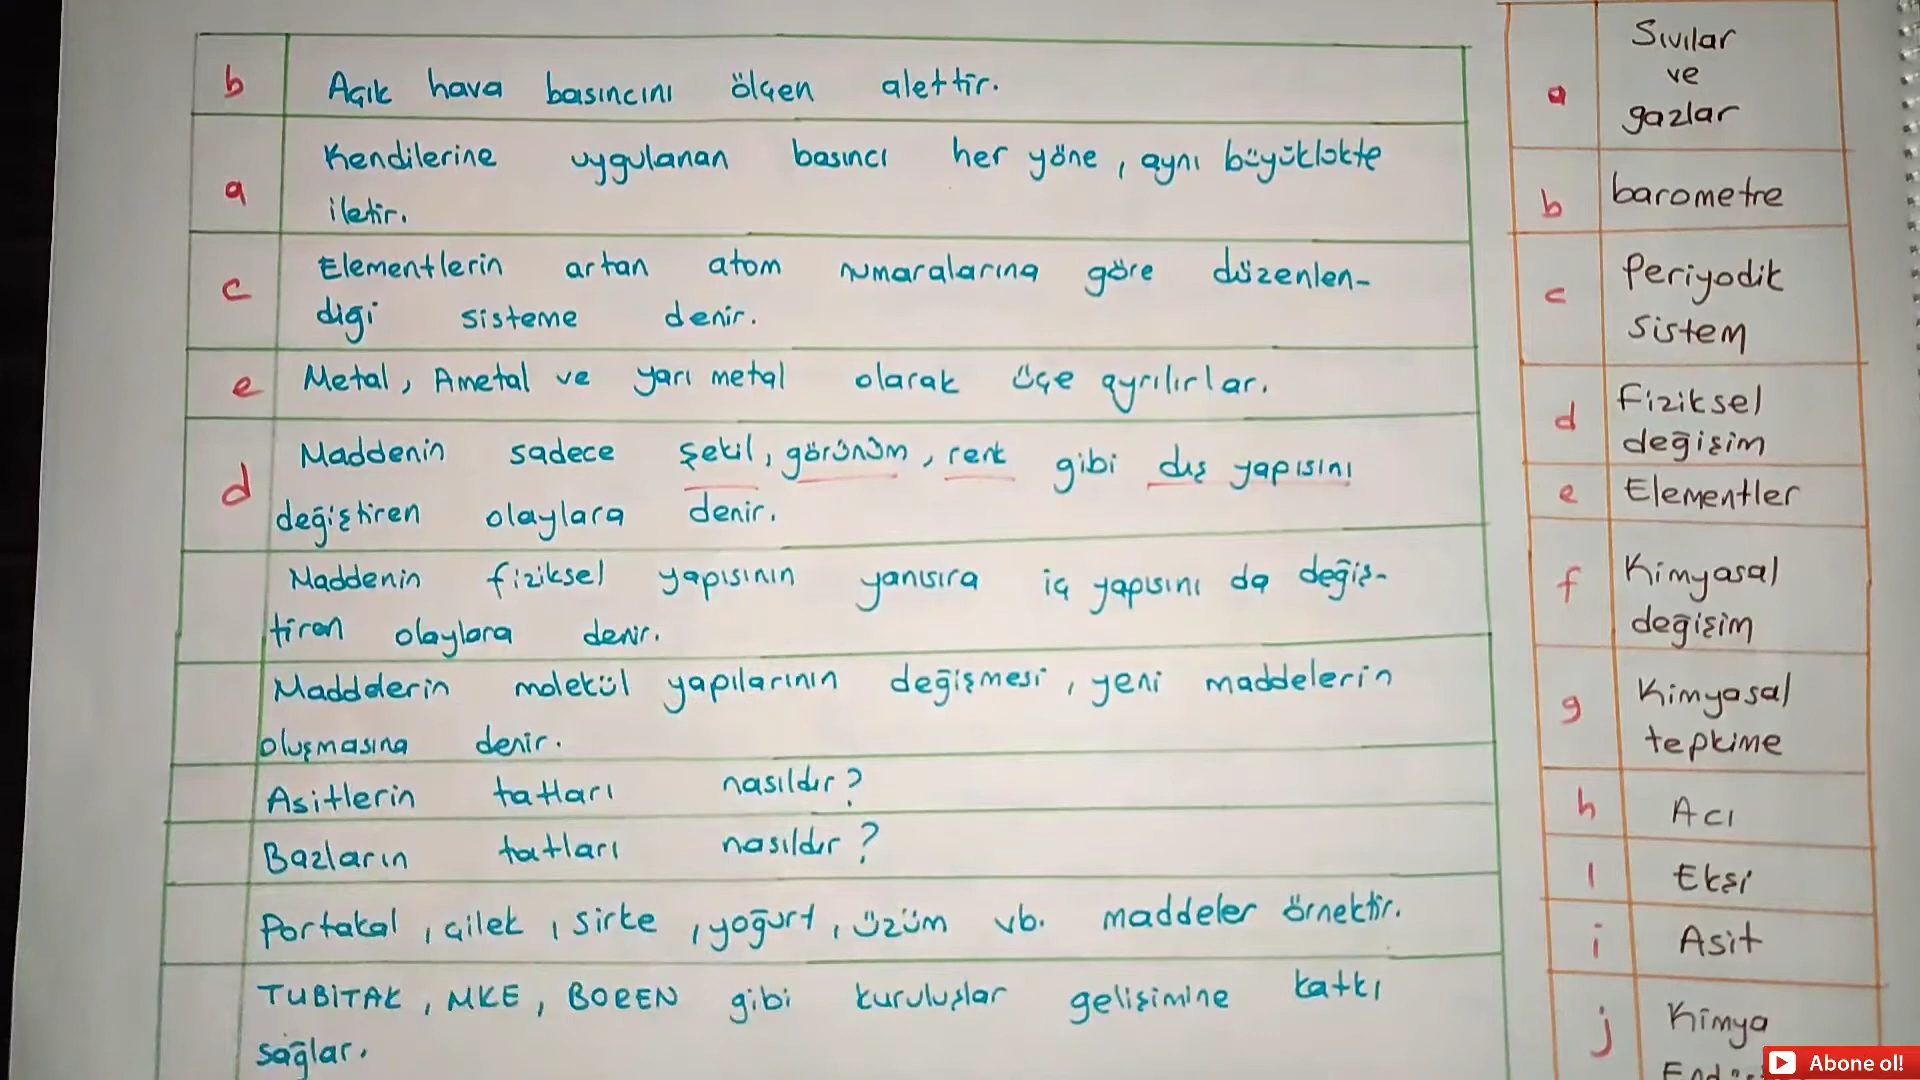 b
Açık hava basıncını ölçen alettir.
a
Kendilerine uygulanan basıncı her yöne, aynı büyüklükte
iletir.
c
Elementlerin artan atom numaralarına göre düzenlen-
diği sisteme denir.
e
Metal, Ametal ve yarı metal olarak üçe ayrılırlar.
d
Maddenin sadece şekil, görünüm, renk gibi dış yapısını
değiştiren olaylara denir.
Maddenin fiziksel yapısının yanısıra iç yapısını da değiş-
tiren olaylara denir.
Maddelerin molekül yapılarının değişmesi, yeni maddelerin
oluşmasına denir.
Asitlerin tatları nasıldır?
Bazların tatları nasıldır?
Portakal, çilek, sirke, yoğurt, üzüm vb. maddeler örnektir.
TUBİTAK, MKE, BOREN gibi kuruluşlar gelişimine katkı
sağlar.
a
Sıvılar
ve
gazlar
b
barometre
c
Periyodik
sistem
d
Fiziksel
değişim
e
Elementler
f
Kimyasal
değişim
g
Kimyasal
tepkime
h
Acı
ı
Ekşi
i
Asit
j
Kimya
Abone ol!